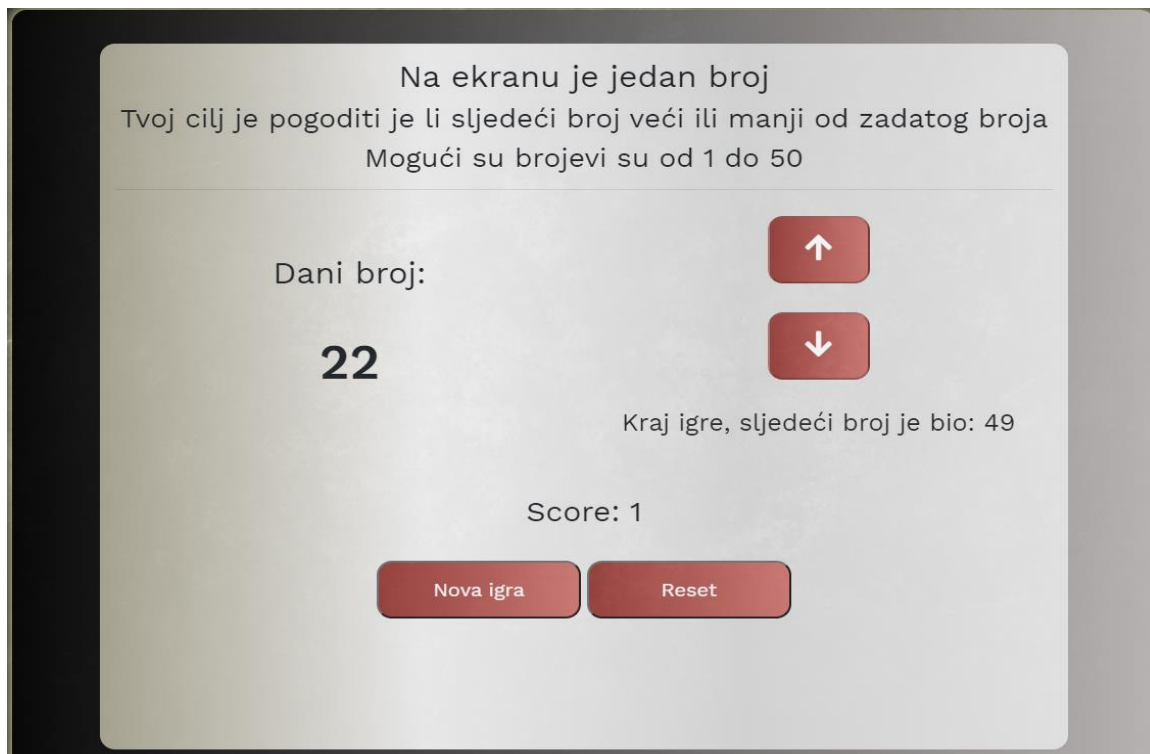 Na ekranu je jedan broj
Tvoj cilj je pogoditi je li sljedeći broj veći ili manji od zadatog broja
Mogući su brojevi su od 1 do 50
Dani broj:
22
Kraj igre, sljedeći broj je bio: 49
Score: 1
Nova igra
Reset